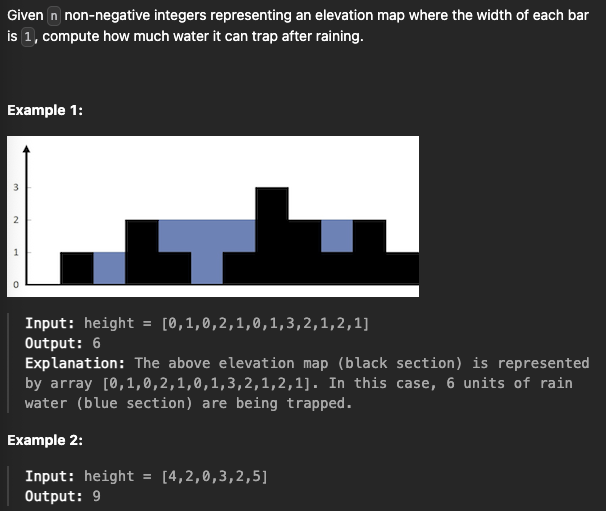 Given n non-negative integers representing an elevation map where the width of each bar
is 1, compute how much water it can trap after raining.
Example 1:
3
2
1
0
Input: height = [0,1,0,2,1,0,1,3,2,1,2,1]
Output: 6
Explanation: The above elevation map (black section) is represented
by array [0,1,0,2,1,0,1,3,2,1,2,1]. In this case, 6 units of rain
water (blue section) are being trapped.
Example 2:
Input: height = [4,2,0,3,2,5]
Output: 9